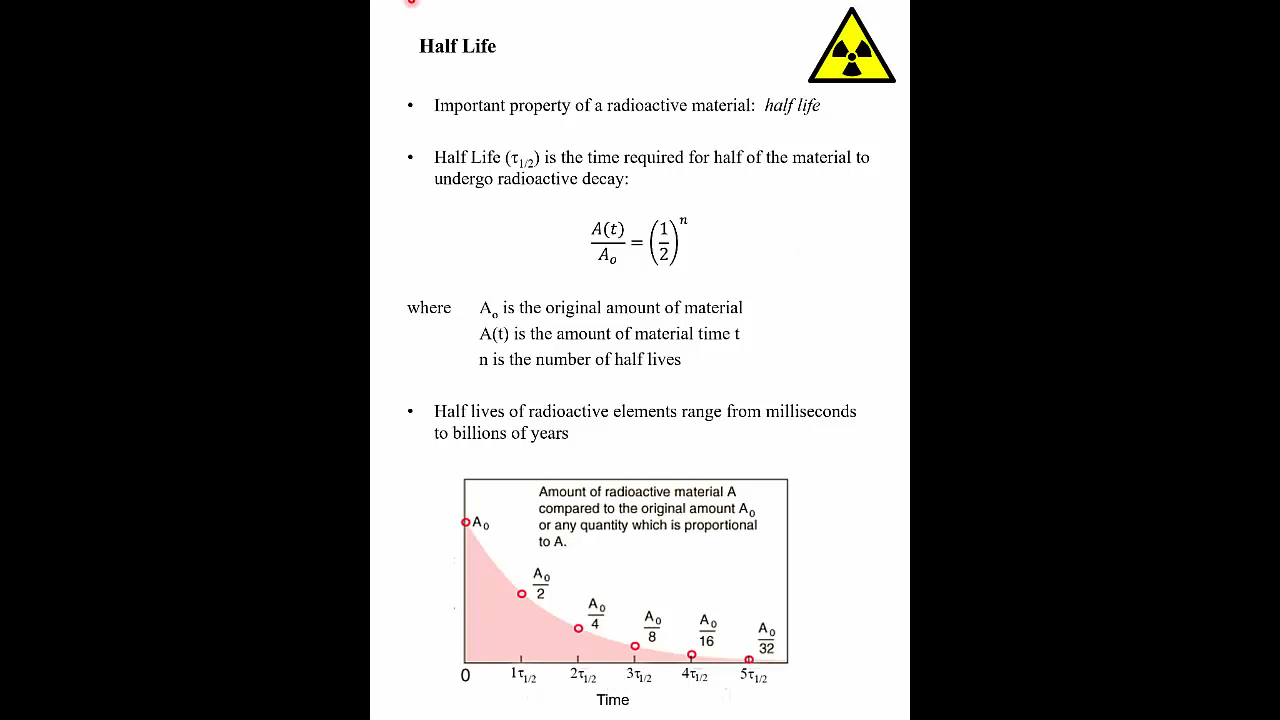 Half Life
• Important property of a radioactive material: half life
• Half Life (τ1/2) is the time required for half of the material to
undergo radioactive decay:
A(t)/Ao = (1/2)^n
where Ao is the original amount of material
A(t) is the amount of material time t
n is the number of half lives
• Half lives of radioactive elements range from milliseconds
to billions of years
Amount of radioactive material A
compared to the original amount A0
or any quantity which is proportional
to A.
A0
A0/2
A0/4
A0/8
A0/16
A0/32
0 1τ1/2 2τ1/2 3τ1/2 4τ1/2 5τ1/2
Time